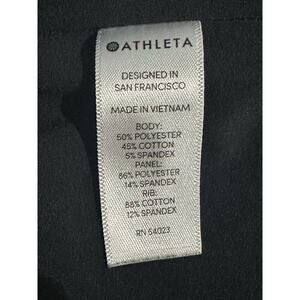 ATHLETA
DESIGNED IN
SAN FRANCISCO
MADE IN VIETNAM
BODY:
50% POLYESTER
45% COTTON
5% SPANDEX
PANEL:
86% POLYESTER
14% SPANDEX
RIB:
88% COTTON
12% SPANDEX
RN 54023